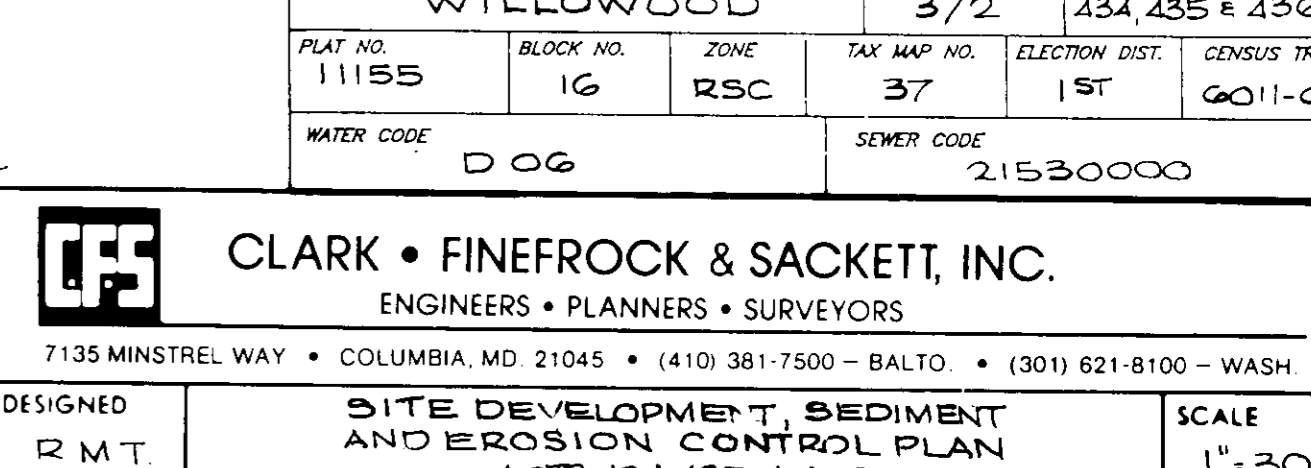 WILLOWOOD 3/2 434, 435 & 436
PLAT NO. BLOCK NO. ZONE TAX MAP NO. ELECTION DIST. CENSUS TR
11155 16 RSC 37 1ST 6011-0
WATER CODE SEWER CODE
D 06 21530000
CFS
CLARK • FINEFROCK & SACKETT, INC.
ENGINEERS • PLANNERS • SURVEYORS
7135 MINSTREL WAY • COLUMBIA, MD. 21045 • (410) 381-7500 – BALTO. • (301) 621-8100 – WASH.
DESIGNED SITE DEVELOPMENT, SEDIMENT SCALE
RMT. AND EROSION CONTROL PLAN 1"=30